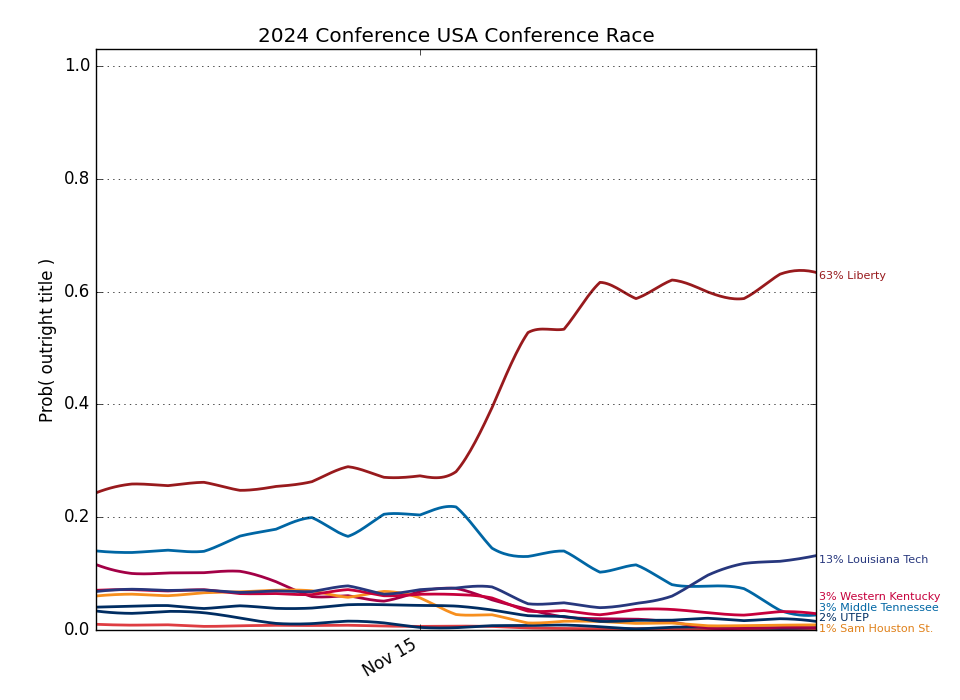 2024 Conference USA Conference Race
1.0
0.8
0.6
0.4
0.2
0.0
Prob( outright title )
63% Liberty
13% Louisiana Tech
3% Western Kentucky
3% Middle Tennessee
2% UTEP
1% Sam Houston St.
Nov 15